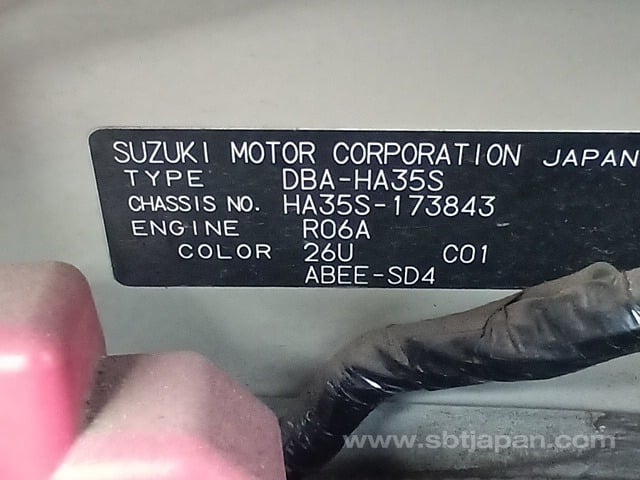 SUZUKI MOTOR CORPORATION JAPAN
TYPE DBA-HA35S
CHASSIS NO. HA35S-173843
ENGINE R06A
COLOR 26U C01
ABEE-SD4
www.sbtjapan.com